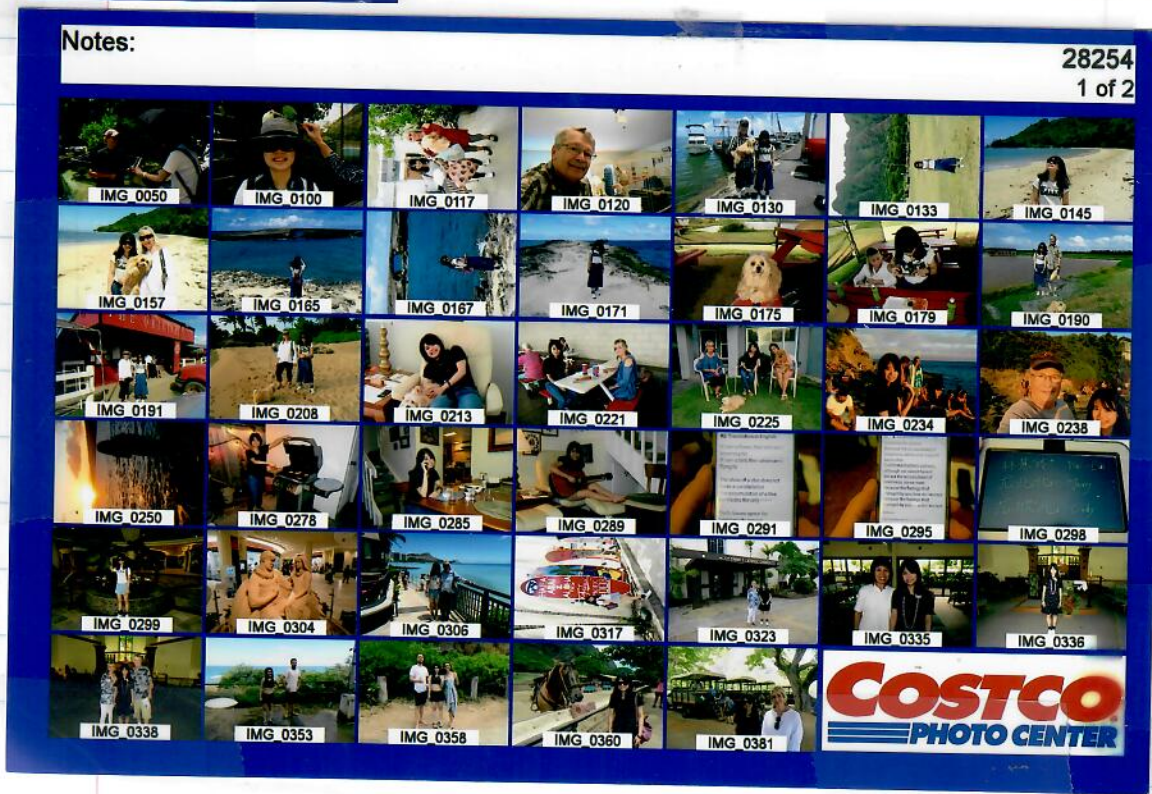 Notes:
28254
1 of 2
IMG_0050 IMG_0100 IMG_0117 IMG_0120 IMG_0130 IMG_0133 IMG_0145
IMG_0157 IMG_0165 IMG_0167 IMG_0171 IMG_0175 IMG_0179 IMG_0190
IMG_0191 IMG_0208 IMG_0213 IMG_0221 IMG_0225 IMG_0234 IMG_0238
IMG_0250 IMG_0278 IMG_0285 IMG_0289 IMG_0291 IMG_0295 IMG_0298
IMG_0299 IMG_0304 IMG_0306 IMG_0317 IMG_0323 IMG_0335 IMG_0336
IMG_0338 IMG_0353 IMG_0358 IMG_0360 IMG_0381
COSTCO
PHOTO CENTER